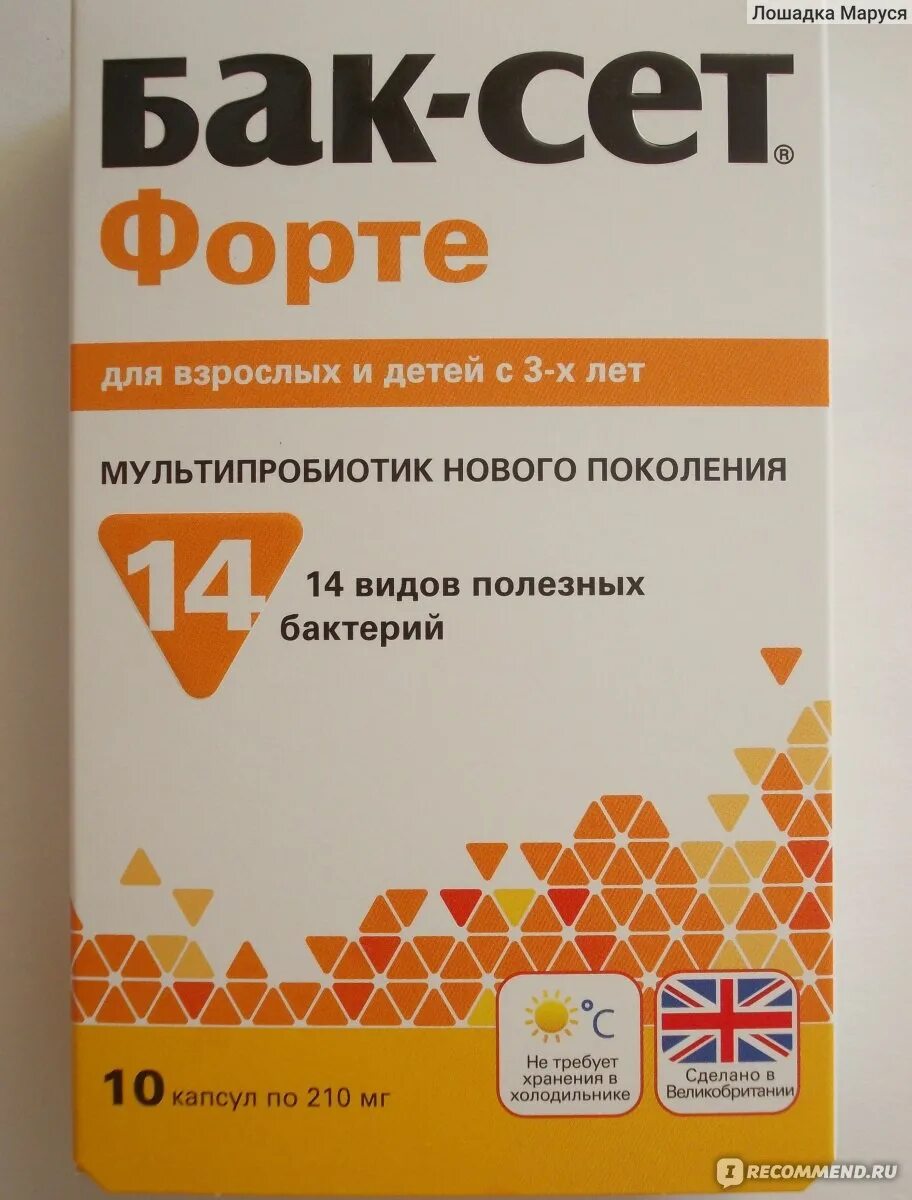 Лошадка Маруся
Бак-сет®
Форте
для взрослых и детей с 3-х лет
МУЛЬТИПРОБИОТИК НОВОГО ПОКОЛЕНИЯ
14
14 видов полезных
бактерий
°C
Не требует
хранения в
холодильнике
Сделано в
Великобритании
10 капсул по 210 мг
I RECOMMEND.RU